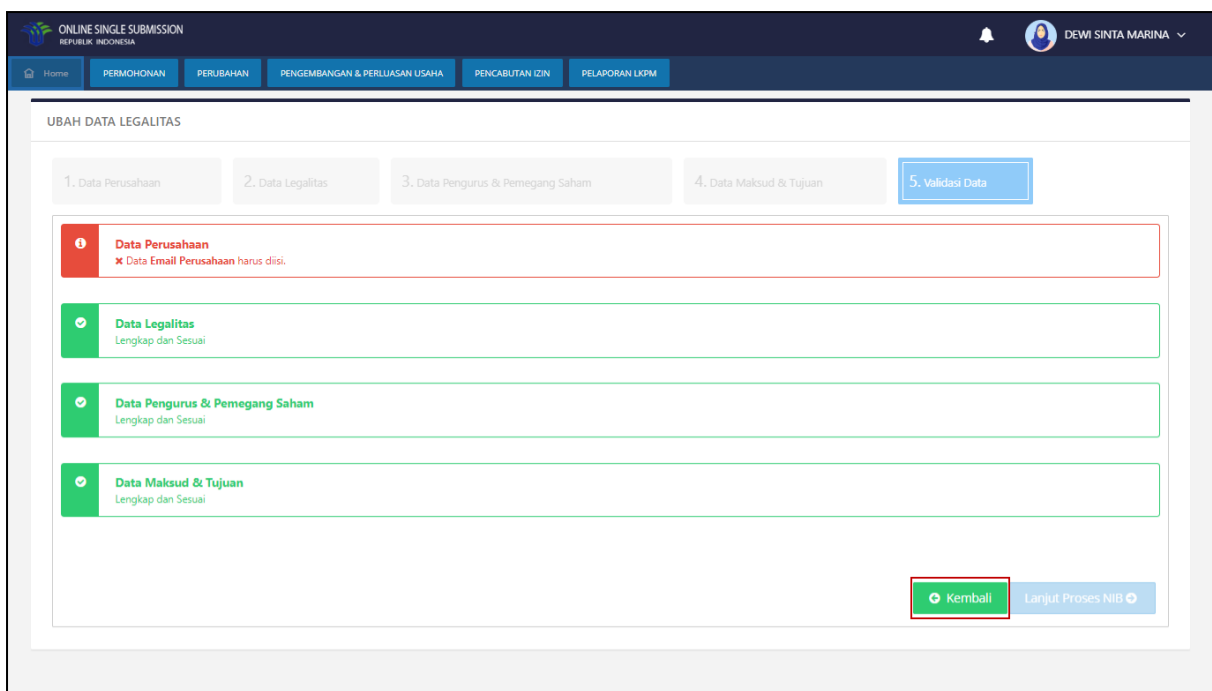 ONLINE SINGLE SUBMISSION
REPUBLIK INDONESIA
DEWI SINTA MARINA
Home
PERMOHONAN
PERUBAHAN
PENGEMBANGAN & PERLUASAN USAHA
PENCABUTAN IZIN
PELAPORAN LKPM
UBAH DATA LEGALITAS
1. Data Perusahaan
2. Data Legalitas
3. Data Pengurus & Pemegang Saham
4. Data Maksud & Tujuan
5. Validasi Data
Data Perusahaan
Data Email Perusahaan harus diisi.
Data Legalitas
Lengkap dan Sesuai
Data Pengurus & Pemegang Saham
Lengkap dan Sesuai
Data Maksud & Tujuan
Lengkap dan Sesuai
Kembali
Lanjut Proses NIB